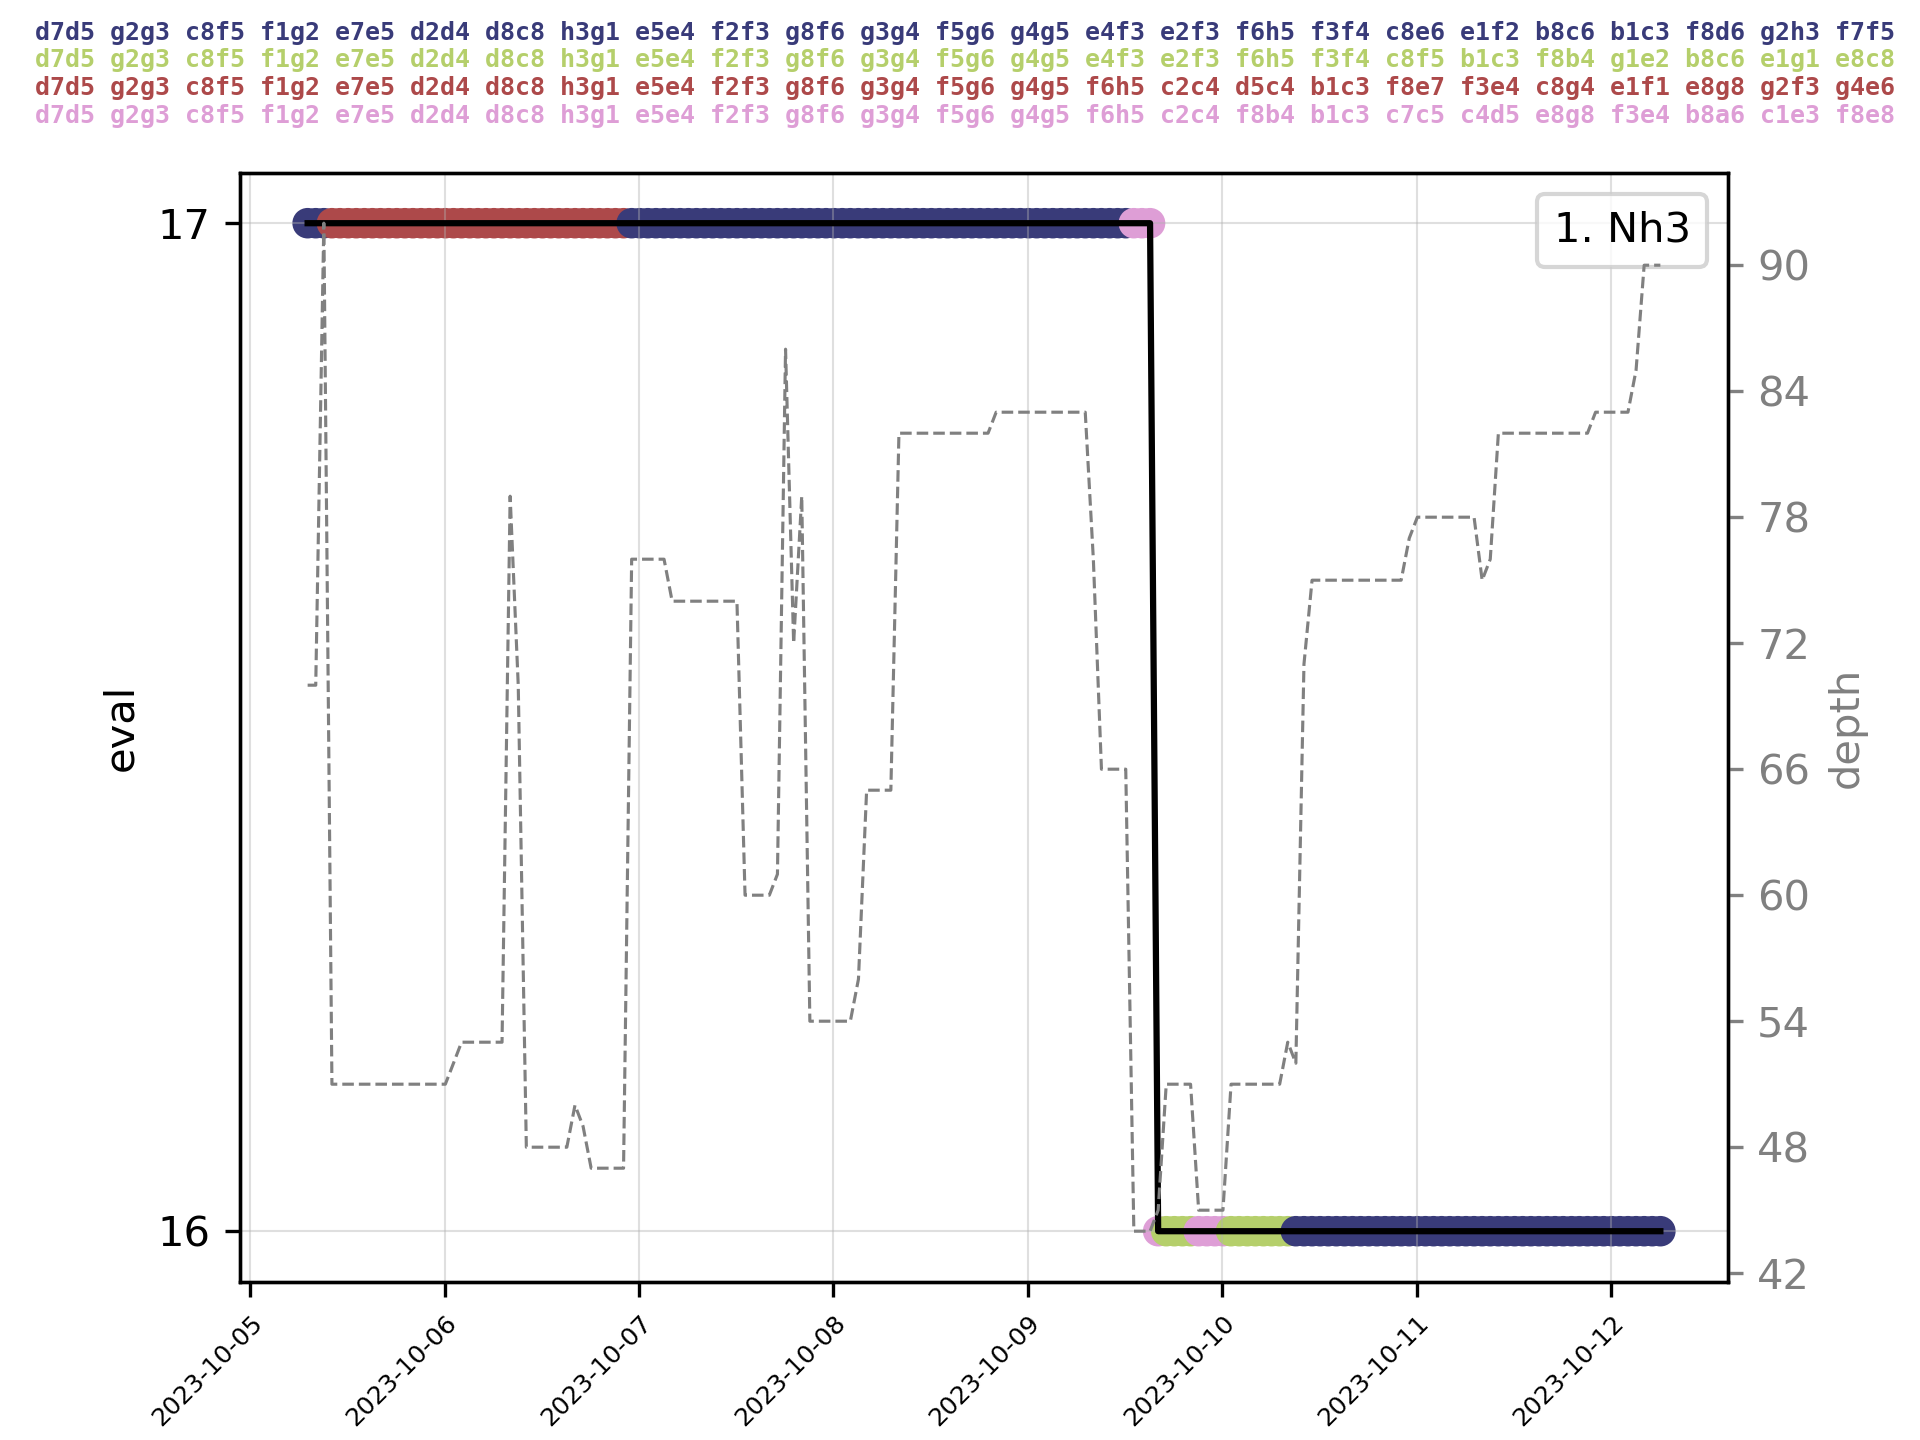 d7d5 g2g3 c8f5 f1g2 e7e5 d2d4 d8c8 h3g1 e5e4 f2f3 g8f6 g3g4 f5g6 g4g5 e4f3 e2f3 f6h5 f3f4 c8e6 e1f2 b8c6 b1c3 f8d6 g2h3 f7f5
d7d5 g2g3 c8f5 f1g2 e7e5 d2d4 d8c8 h3g1 e5e4 f2f3 g8f6 g3g4 f5g6 g4g5 e4f3 e2f3 f6h5 f3f4 c8f5 b1c3 f8b4 g1e2 b8c6 e1g1 e8c8
d7d5 g2g3 c8f5 f1g2 e7e5 d2d4 d8c8 h3g1 e5e4 f2f3 g8f6 g3g4 f5g6 g4g5 f6h5 c2c4 d5c4 b1c3 f8e7 f3e4 c8g4 e1f1 e8g8 g2f3 g4e6
d7d5 g2g3 c8f5 f1g2 e7e5 d2d4 d8c8 h3g1 e5e4 f2f3 g8f6 g3g4 f5g6 g4g5 f6h5 c2c4 f8b4 b1c3 c7c5 c4d5 e8g8 f3e4 b8a6 c1e3 f8e8
1. Nh3
17
16
eval
90
84
78
72
66
60
54
48
42
depth
2023-10-05
2023-10-06
2023-10-07
2023-10-08
2023-10-09
2023-10-10
2023-10-11
2023-10-12